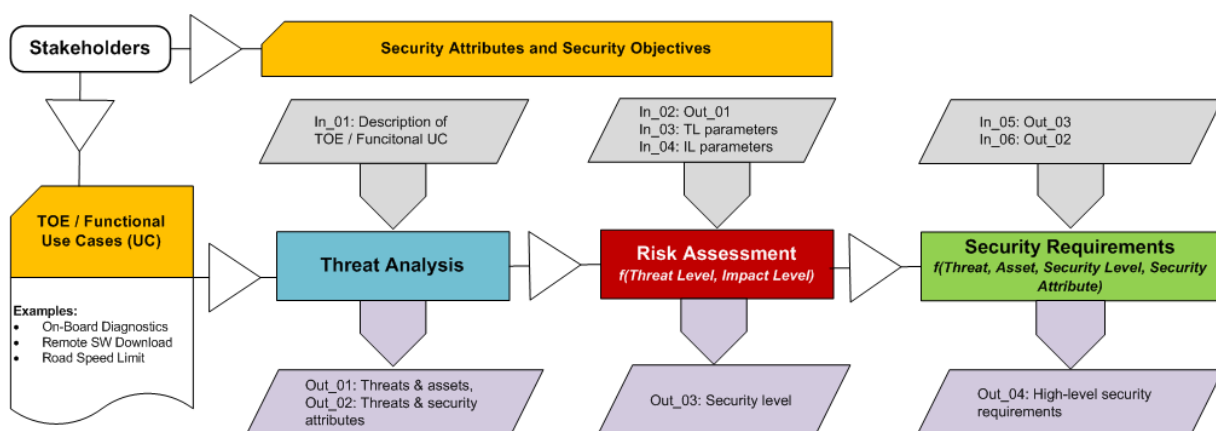 Stakeholders
Security Attributes and Security Objectives
In_01: Description of
TOE / Funcitonal UC
In_02: Out_01
In_03: TL parameters
In_04: IL parameters
In_05: Out_03
In_06: Out_02
TOE / Functional
Use Cases (UC)
Threat Analysis
Risk Assessment
f(Threat Level, Impact Level)
Security Requirements
f(Threat, Asset, Security Level, Security
Attribute)
Examples:
• On-Board Diagnostics
• Remote SW Download
• Road Speed Limit
Out_01: Threats & assets,
Out_02: Threats & security
attributes
Out_03: Security level
Out_04: High-level security
requirements